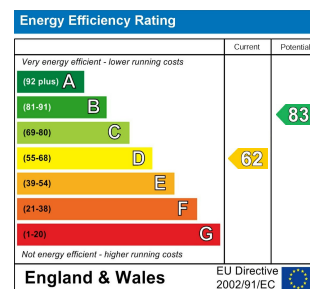 Energy Efficiency Rating
Current Potential
Very energy efficient - lower running costs
(92 plus) A
(81-91) B
83
(69-80) C
(55-68) D
62
(39-54) E
(21-38) F
(1-20) G
Not energy efficient - higher running costs
England & Wales
EU Directive
2002/91/EC